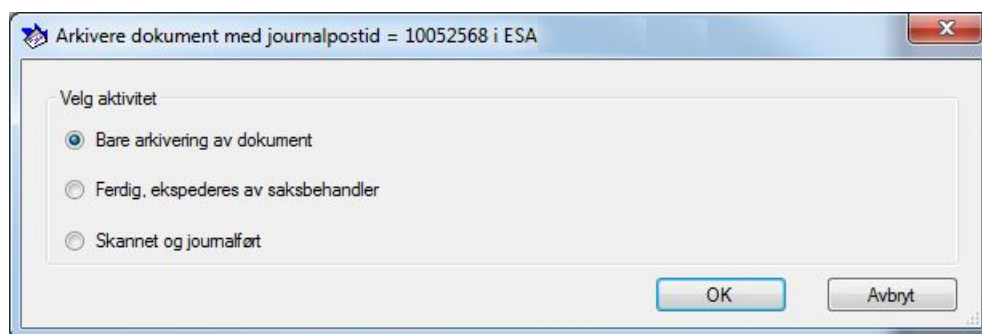 Arkivere dokument med journalpostid = 10052568 i ESA
Velg aktivitet
Bare arkivering av dokument
Ferdig, ekspederes av saksbehandler
Skannet og journalført
OK
Avbryt